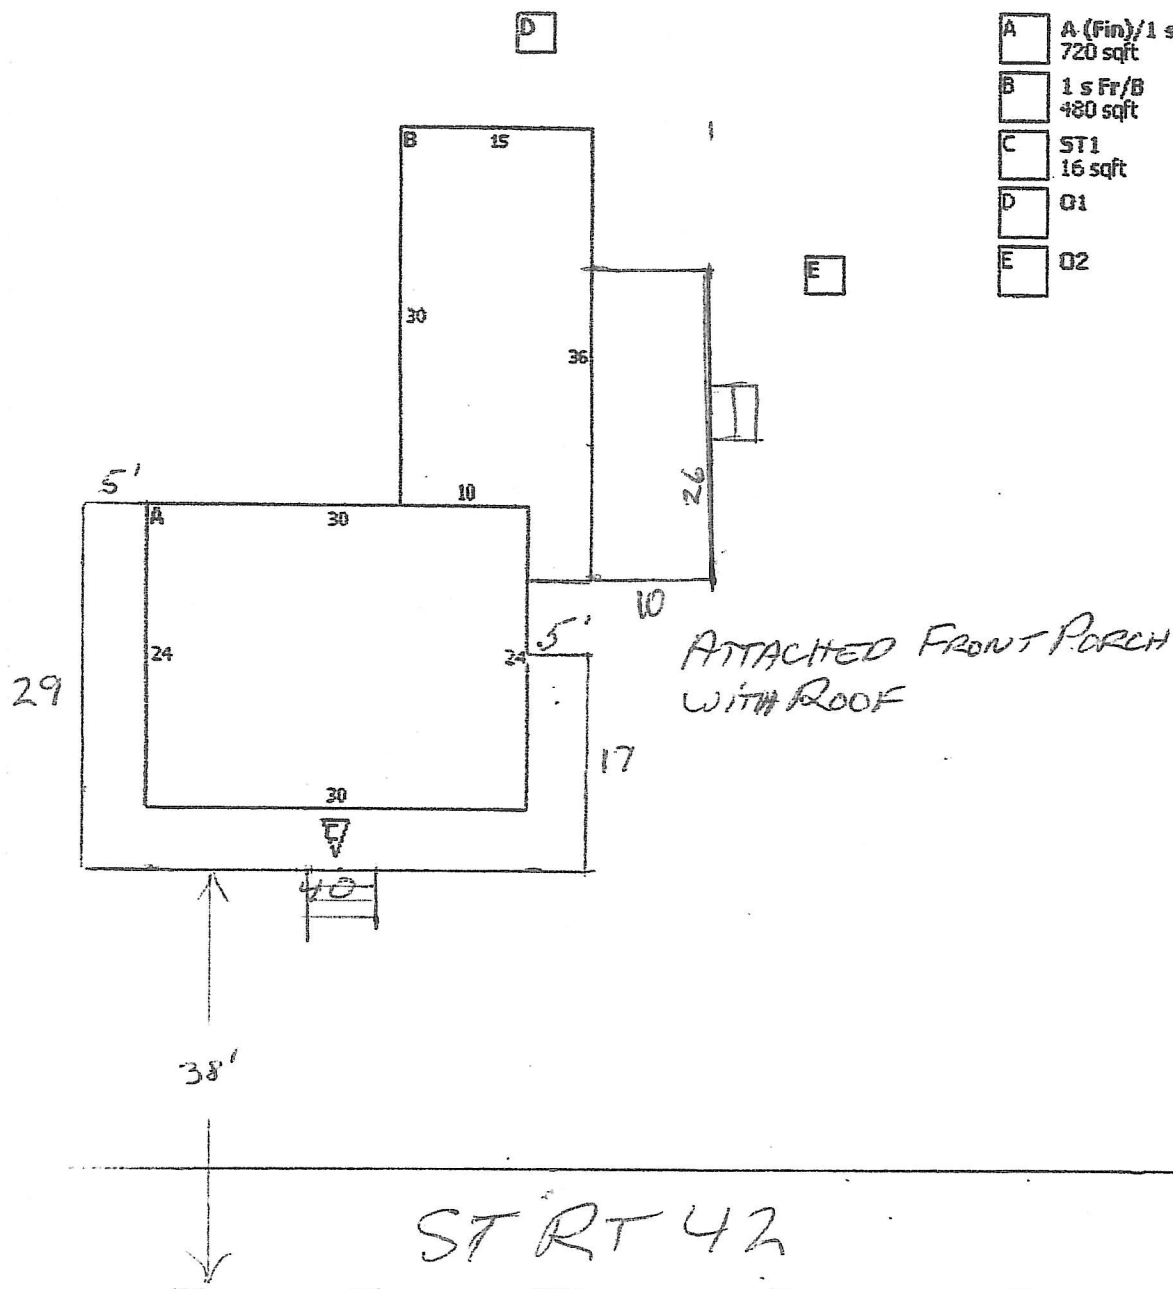 D
A
A (Fin)/1 s
720 sqft
B
1 s Fr/B
480 sqft
C
ST1
16 sqft
D
O1
E
O2
B
15
E
30
36
26
5'
10
A
30
10
24
24
5'
ATTACHED FRONT PORCH
WITH ROOF
29
17
30
40
38'
ST RT 42